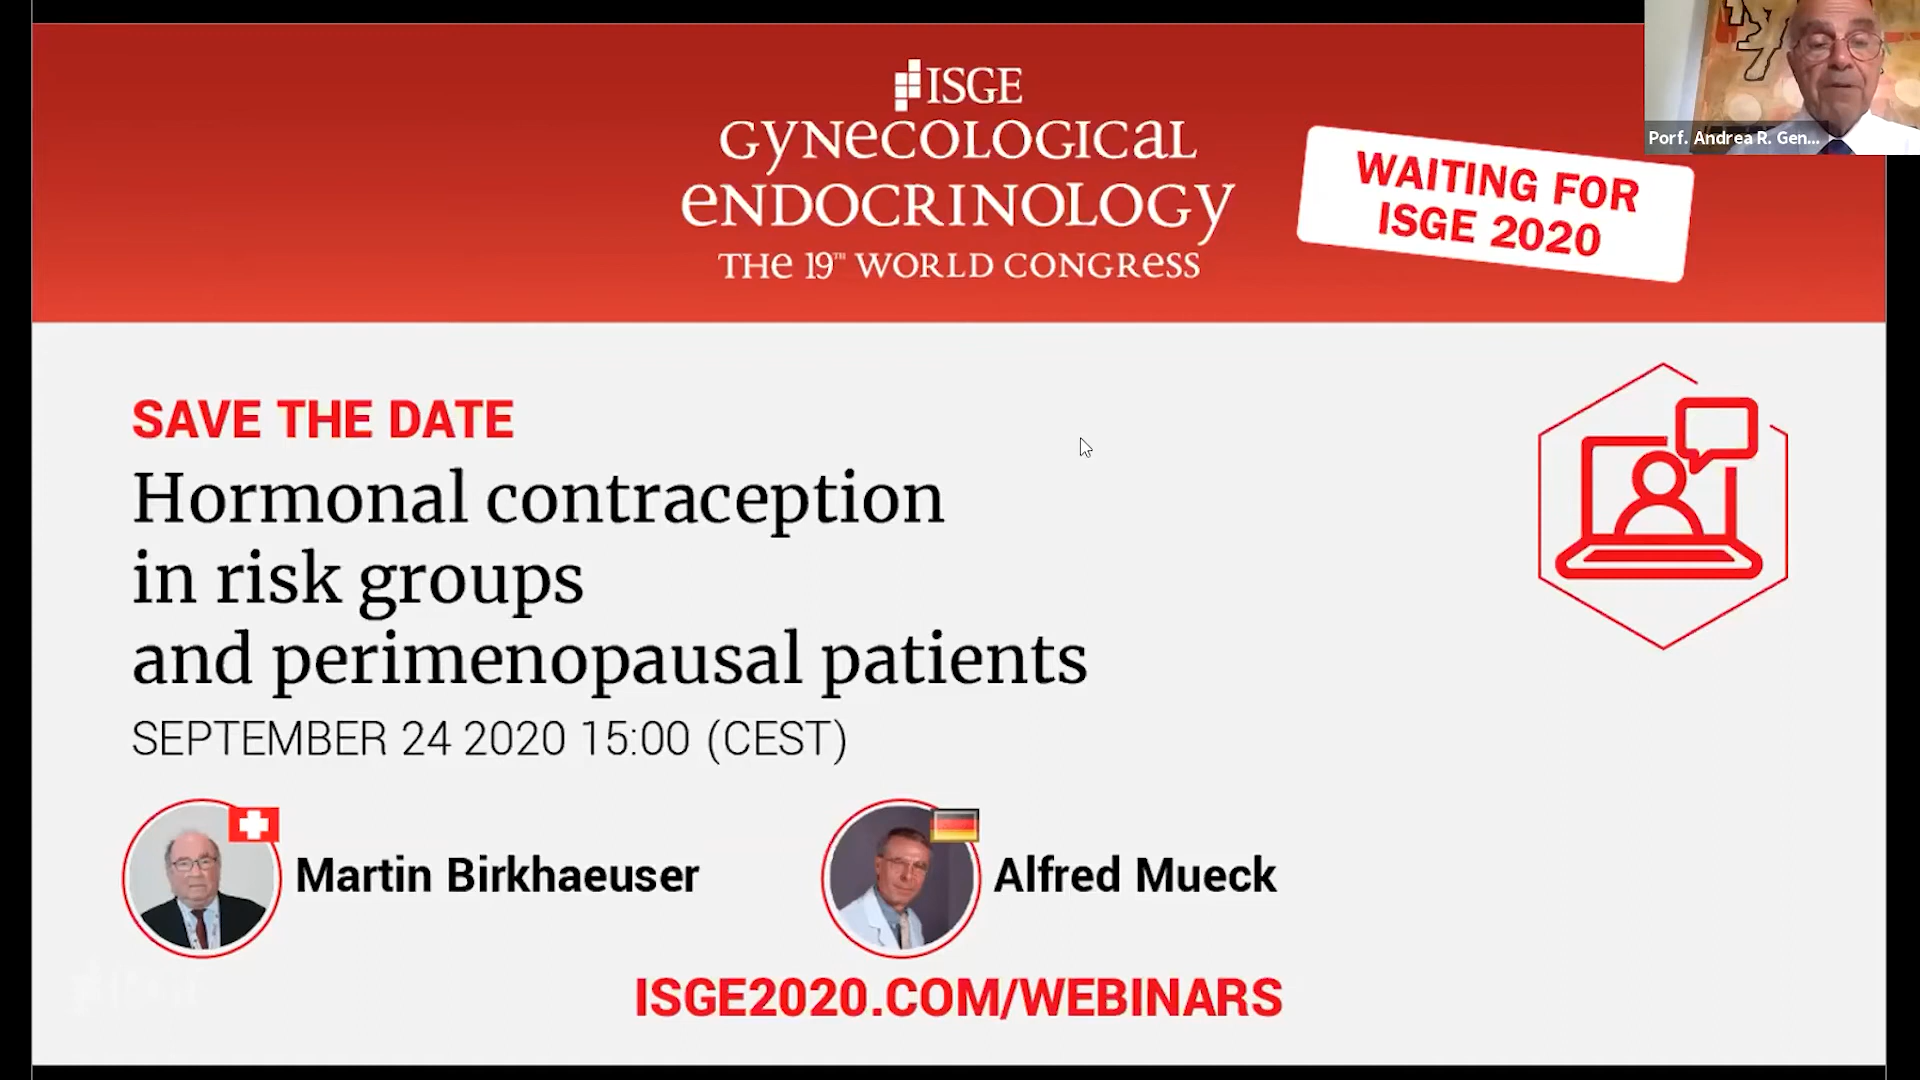 ISGE
GYNECOLOGICAL
ENDOCRINOLOGY
THE 19TH WORLD CONGRESS
WAITING FOR
ISGE 2020
Porf. Andrea R. Gen...
SAVE THE DATE
Hormonal contraception
in risk groups
and perimenopausal patients
SEPTEMBER 24 2020 15:00 (CEST)
Martin Birkhaeuser
Alfred Mueck
ISGE2020.COM/WEBINARS